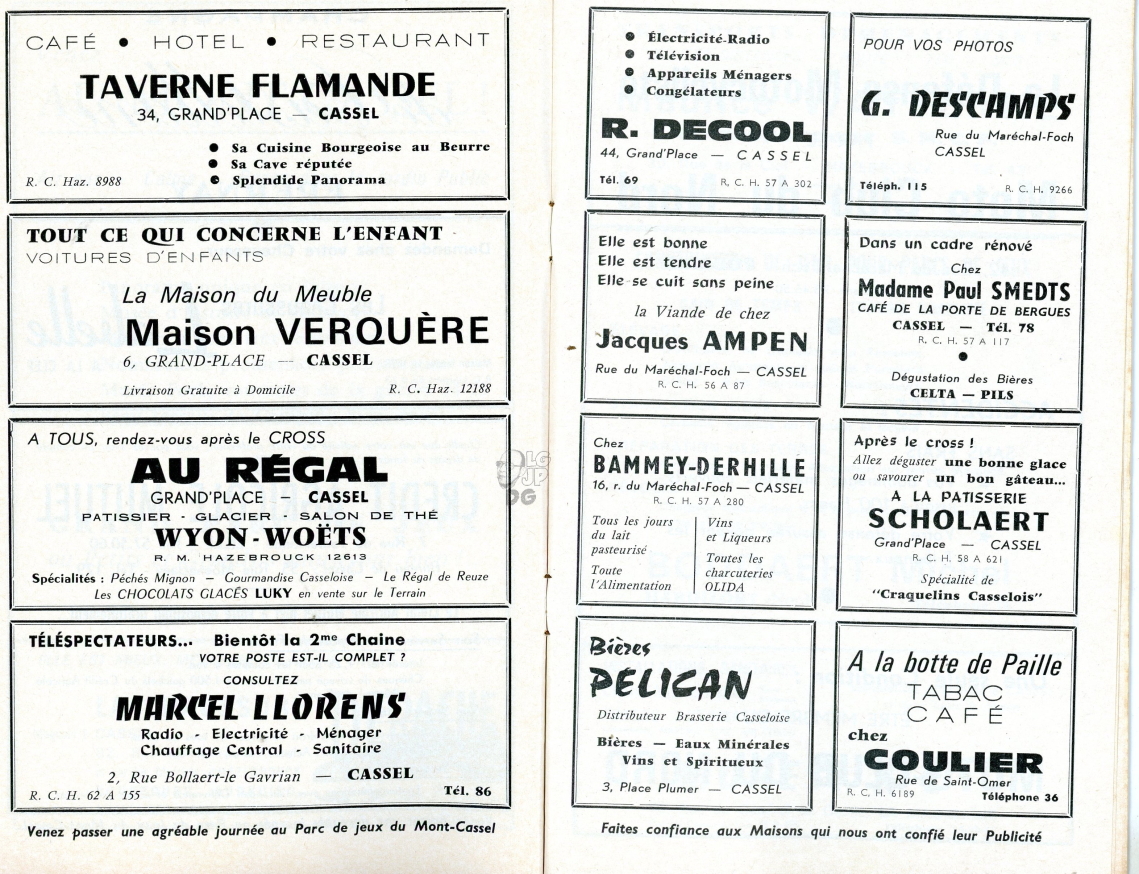 CAFÉ ● HOTEL ● RESTAURANT
TAVERNE FLAMANDE
34, GRAND'PLACE — CASSEL
● Sa Cuisine Bourgeoise au Beurre
● Sa Cave réputée
● Splendide Panorama
R. C. Haz. 8988
TOUT CE QUI CONCERNE L'ENFANT
VOITURES D'ENFANTS
La Maison du Meuble
Maison VERQUÈRE
6, GRAND-PLACE — CASSEL
Livraison Gratuite à Domicile R. C. Haz. 12188
A TOUS, rendez-vous après le CROSS
AU RÉGAL
GRAND'PLACE — CASSEL
PATISSIER - GLACIER - SALON DE THÉ
WYON-WOËTS
R. M. HAZEBROUCK 12613
Spécialités : Péchés Mignon — Gourmandise Casseloise — Le Régal de Reuze
Les CHOCOLATS GLACÉS LUKY en vente sur le Terrain
TÉLÉSPECTATEURS... Bientôt la 2me Chaine
VOTRE POSTE EST-IL COMPLET ?
CONSULTEZ
MARCEL LLORENS
Radio - Electricité - Ménager
Chauffage Central - Sanitaire
2, Rue Bollaert-le Gavrian — CASSEL
R. C. H. 62 A 155 Tél. 86
Venez passer une agréable journée au Parc de jeux du Mont-Cassel
● Électricité-Radio
● Télévision
● Appareils Ménagers
● Congélateurs
R. DECOOL
44, Grand'Place — CASSEL
Tél. 69 R. C. H. 57 A 302
POUR VOS PHOTOS
G. DESCAMPS
Rue du Maréchal-Foch
CASSEL
Téléph. 115 R. C. H. 9266
Elle est bonne
Elle est tendre
Elle se cuit sans peine
la Viande de chez
Jacques AMPEN
Rue du Maréchal-Foch — CASSEL
R. C. H. 56 A 87
Dans un cadre rénové
Chez
Madame Paul SMEDTS
CAFÉ DE LA PORTE DE BERGUES
CASSEL — Tél. 78
R. C. H. 57 A 117
●
Dégustation des Bières
CELTA — PILS
Chez
BAMMEY-DERHILLE
16, r. du Maréchal-Foch — CASSEL
R. C. H. 57 A 280
Tous les jours
du lait
pasteurisé
Toute
l'Alimentation
Vins
et Liqueurs
Toutes les
charcuteries
OLIDA
Après le cross !
Allez déguster une bonne glace
ou savourer un bon gâteau...
A LA PATISSERIE
SCHOLAERT
Grand'Place — CASSEL
R. C. H. 58 A 621
Spécialité de
"Craquelins Casselois"
Bières
PELICAN
Distributeur Brasserie Casseloise
Bières — Eaux Minérales
Vins et Spiritueux
3, Place Plumer — CASSEL
A la botte de Paille
TABAC
CAFÉ
chez
COULIER
Rue de Saint-Omer
R. C. H. 6189 Téléphone 36
Faites confiance aux Maisons qui nous ont confié leur Publicité
LG
JP
DG